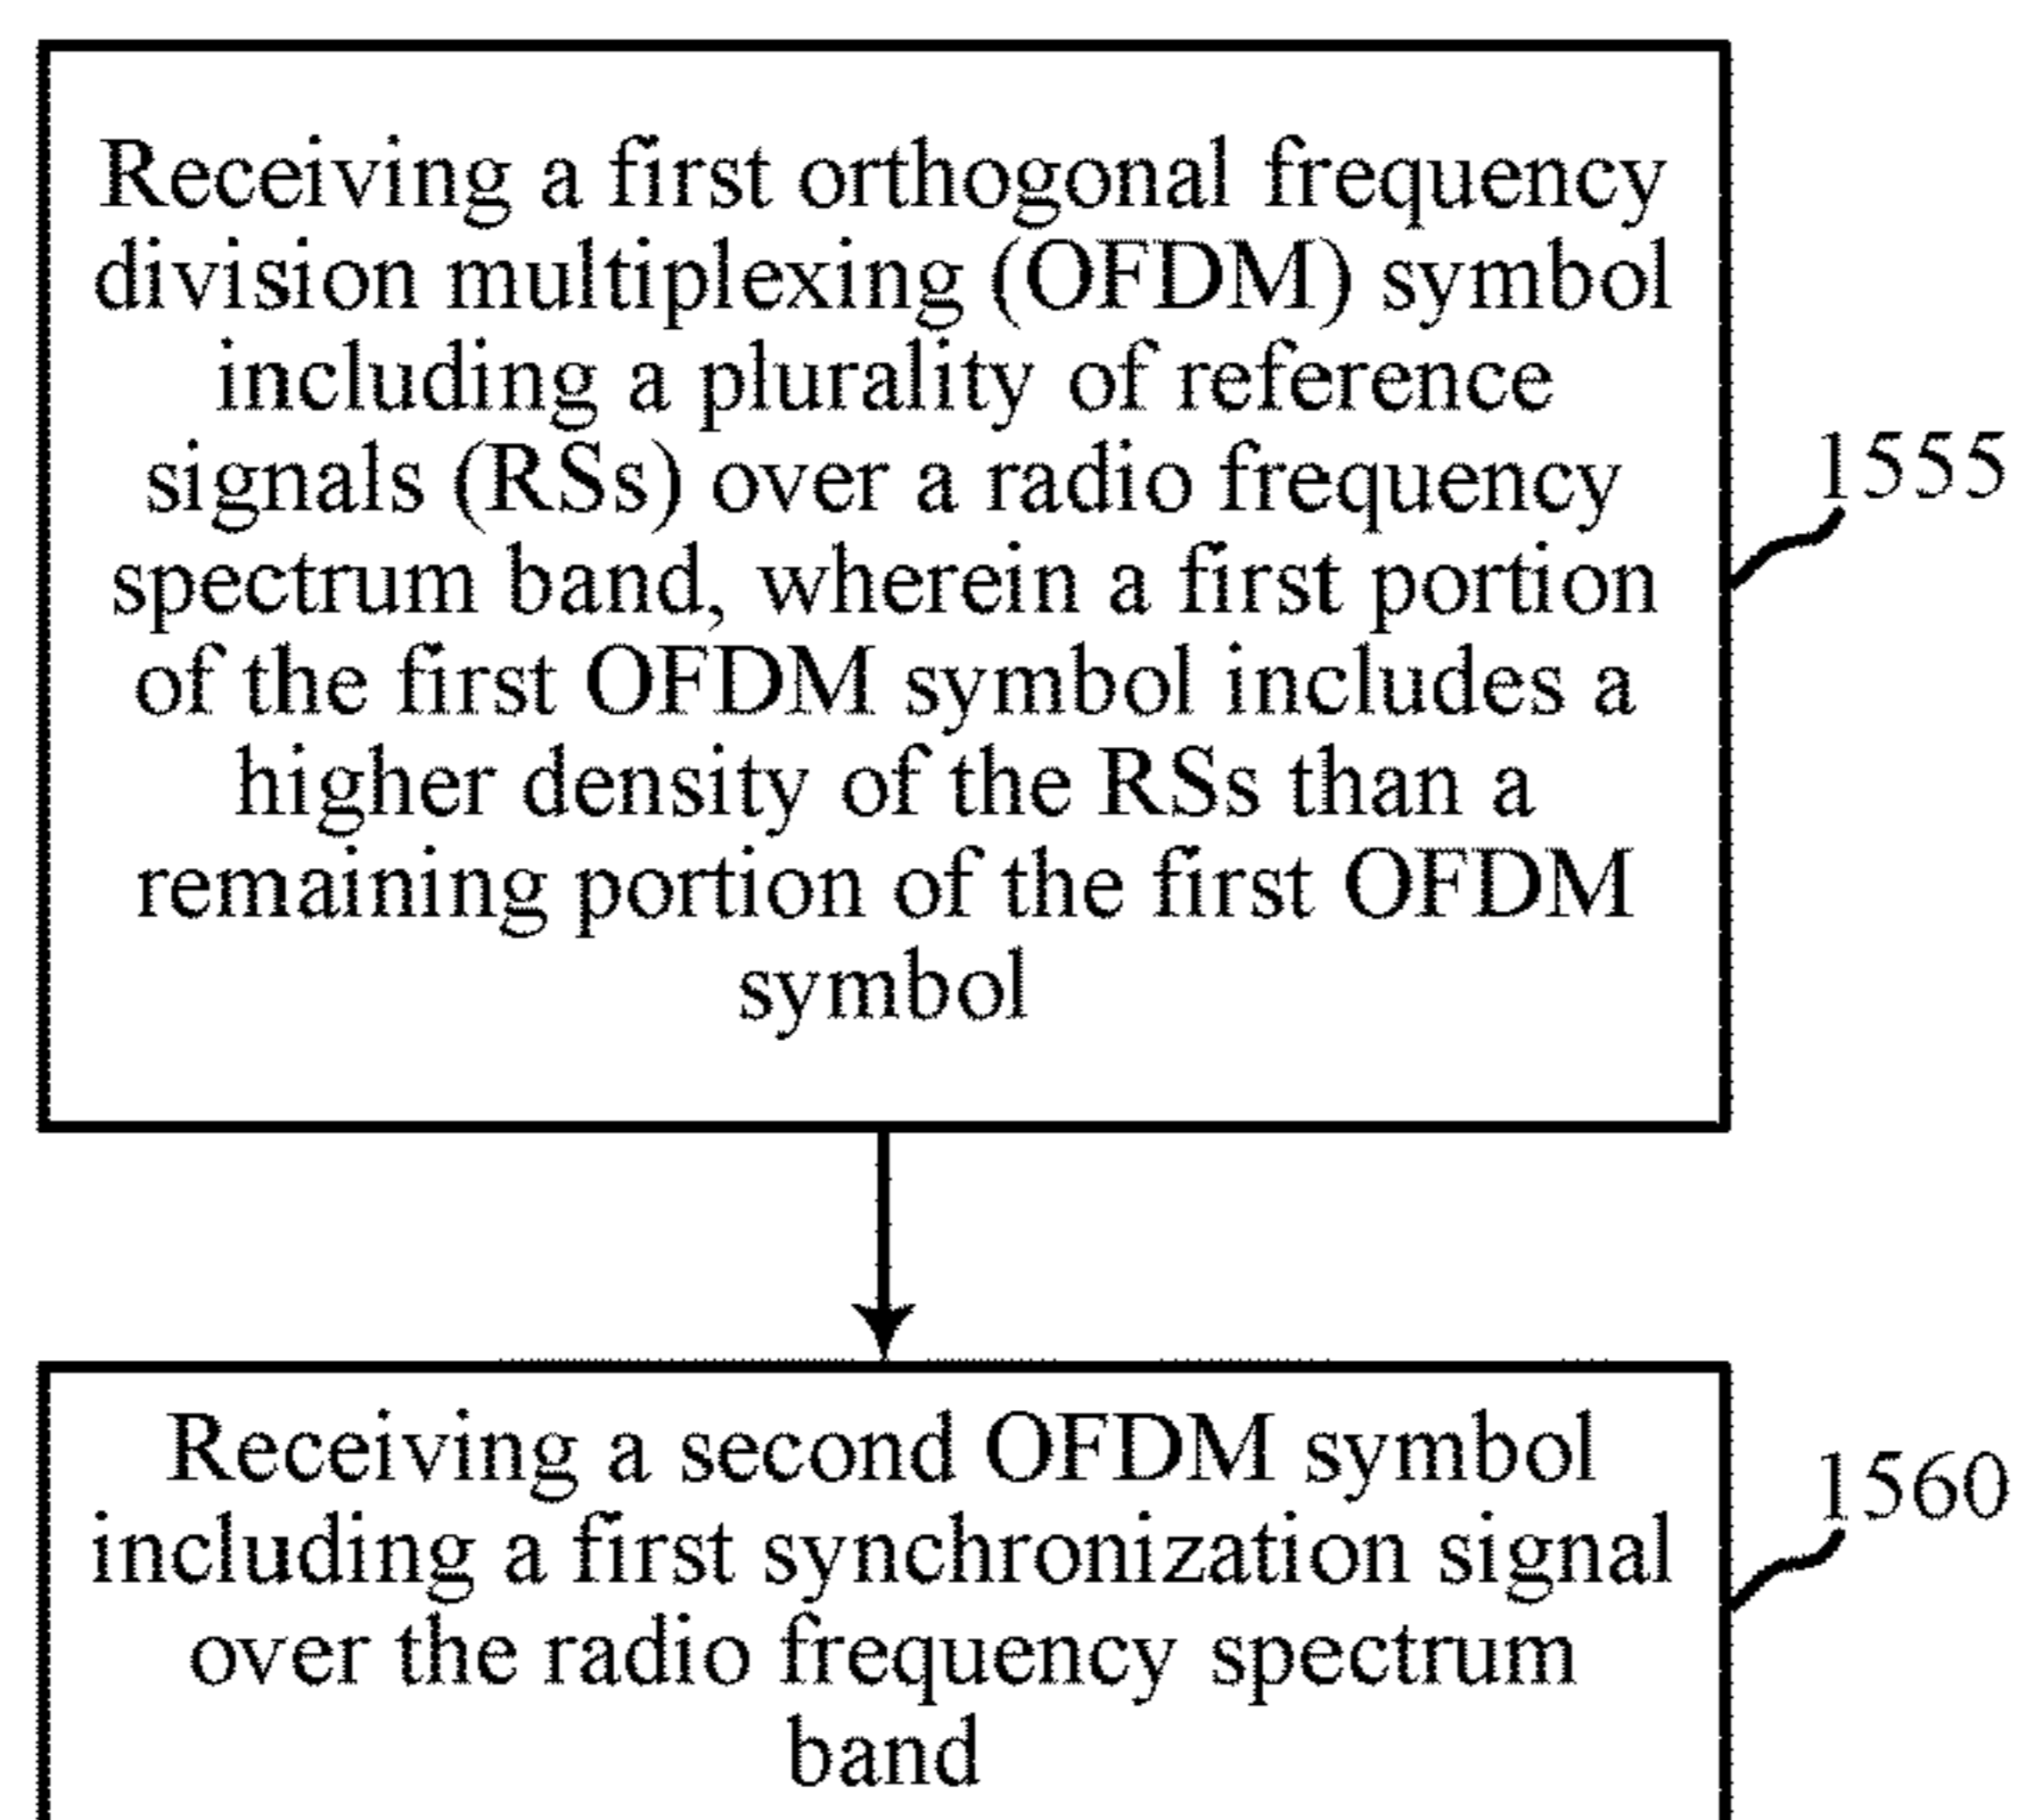 Receiving a first orthogonal frequency
division multiplexing (OFDM) symbol
including a plurality of reference
signals (RSs) over a radio frequency
spectrum band, wherein a first portion
of the first OFDM symbol includes a
higher density of the RSs than a
remaining portion of the first OFDM
symbol
1555
Receiving a second OFDM symbol
including a first synchronization signal
over the radio frequency spectrum
band
1560